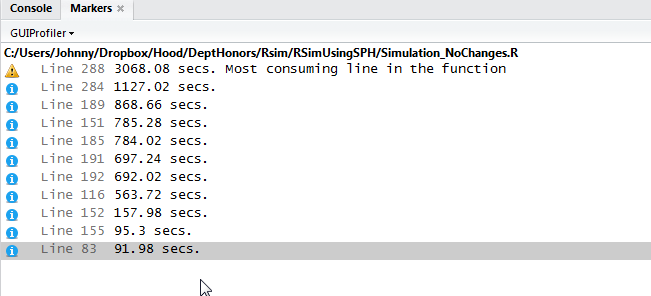 Console Markers
GUIProfiler
C:/Users/Johnny/Dropbox/Hood/DeptHonors/Rsim/RSimUsingSPH/Simulation_NoChanges.R
Line 288 3068.08 secs. Most consuming line in the function
Line 284 1127.02 secs.
Line 189 868.66 secs.
Line 151 785.28 secs.
Line 185 784.02 secs.
Line 191 697.24 secs.
Line 192 692.02 secs.
Line 116 563.72 secs.
Line 152 157.98 secs.
Line 155 95.3 secs.
Line 83 91.98 secs.